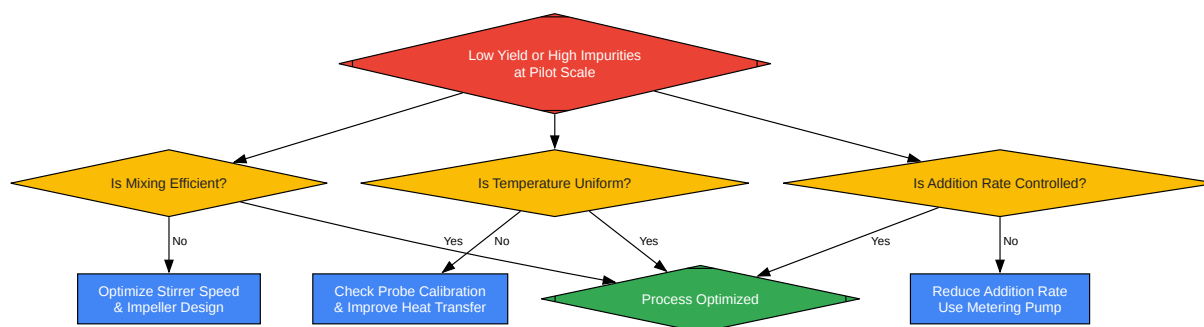 Low Yield or High Impurities
at Pilot Scale
Is Mixing Efficient?
Is Temperature Uniform?
Is Addition Rate Controlled?
No
Yes
No
Yes
Yes
No
Optimize Stirrer Speed
& Impeller Design
Check Probe Calibration
& Improve Heat Transfer
Process Optimized
Reduce Addition Rate
Use Metering Pump